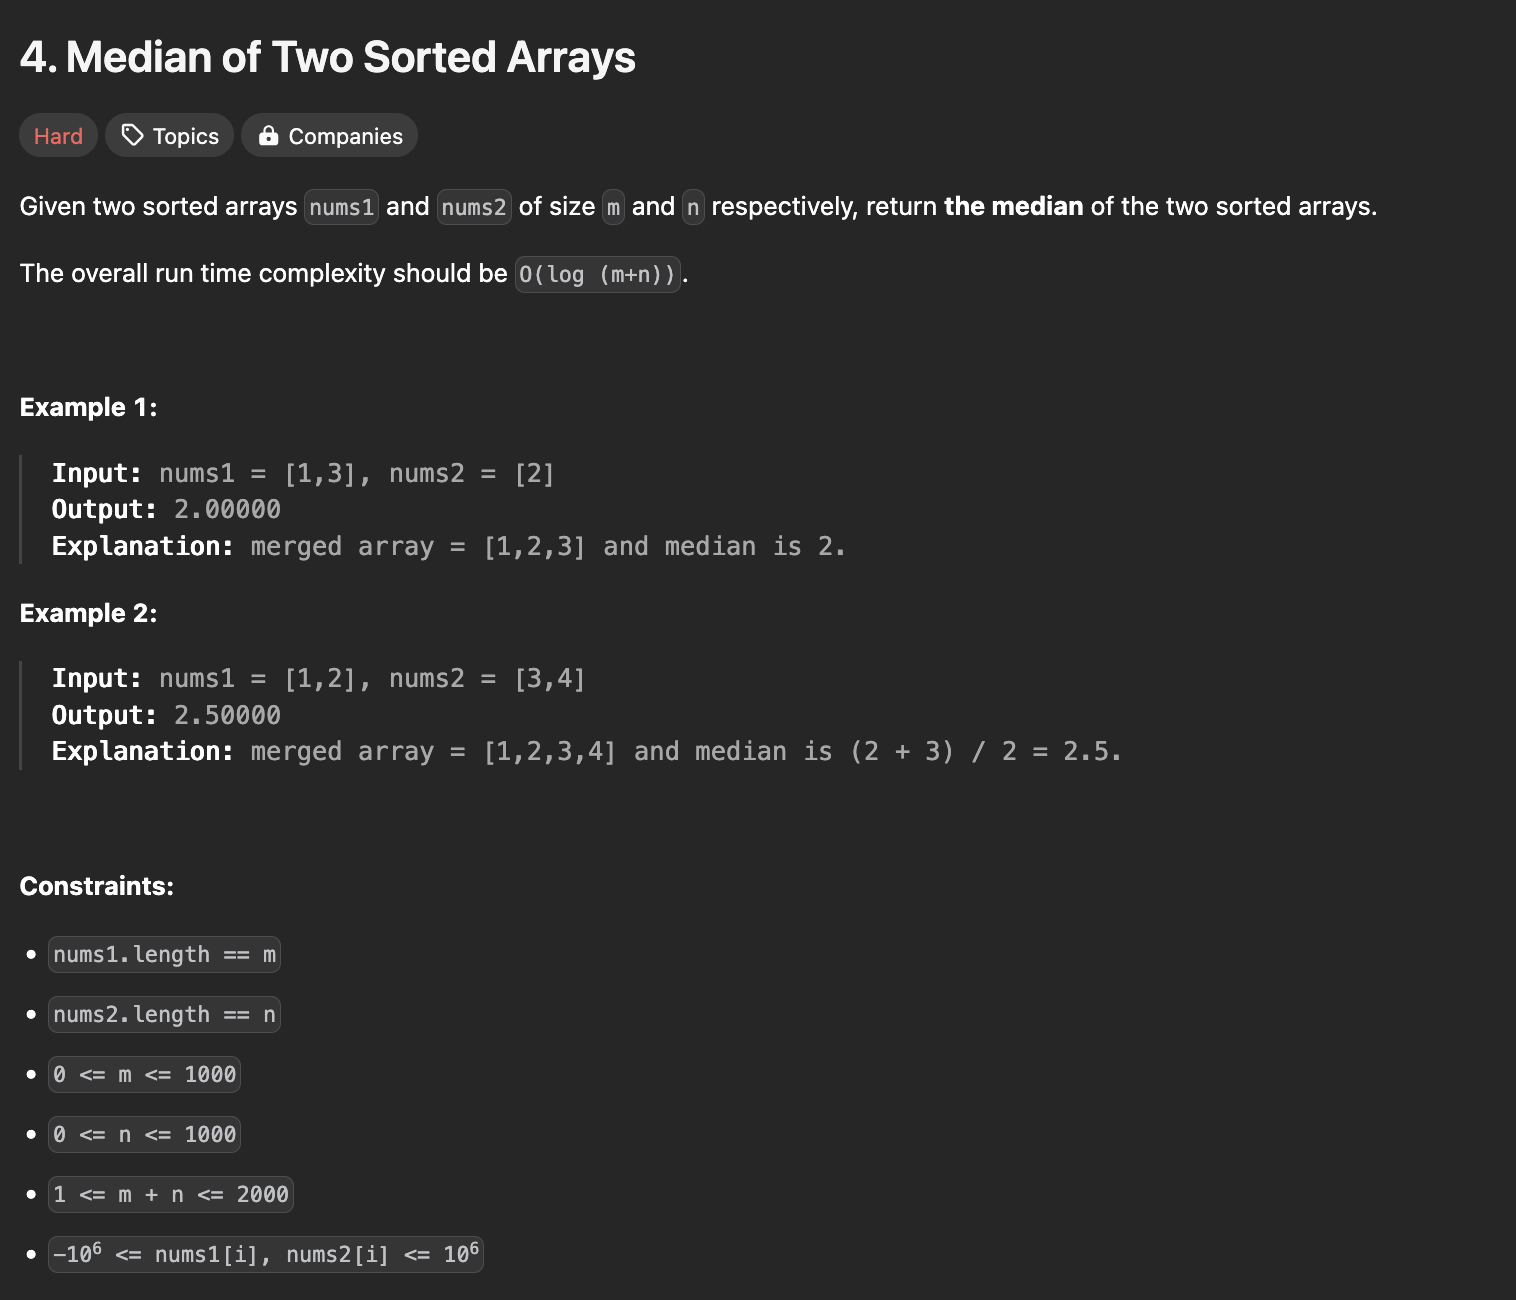 4. Median of Two Sorted Arrays
Hard Topics Companies
Given two sorted arrays nums1 and nums2 of size m and n respectively, return the median of the two sorted arrays.
The overall run time complexity should be O(log (m+n)).
Example 1:
Input: nums1 = [1,3], nums2 = [2]
Output: 2.00000
Explanation: merged array = [1,2,3] and median is 2.
Example 2:
Input: nums1 = [1,2], nums2 = [3,4]
Output: 2.50000
Explanation: merged array = [1,2,3,4] and median is (2 + 3) / 2 = 2.5.
Constraints:
• nums1.length == m
• nums2.length == n
• 0 <= m <= 1000
• 0 <= n <= 1000
• 1 <= m + n <= 2000
• −10⁶ <= nums1[i], nums2[i] <= 10⁶